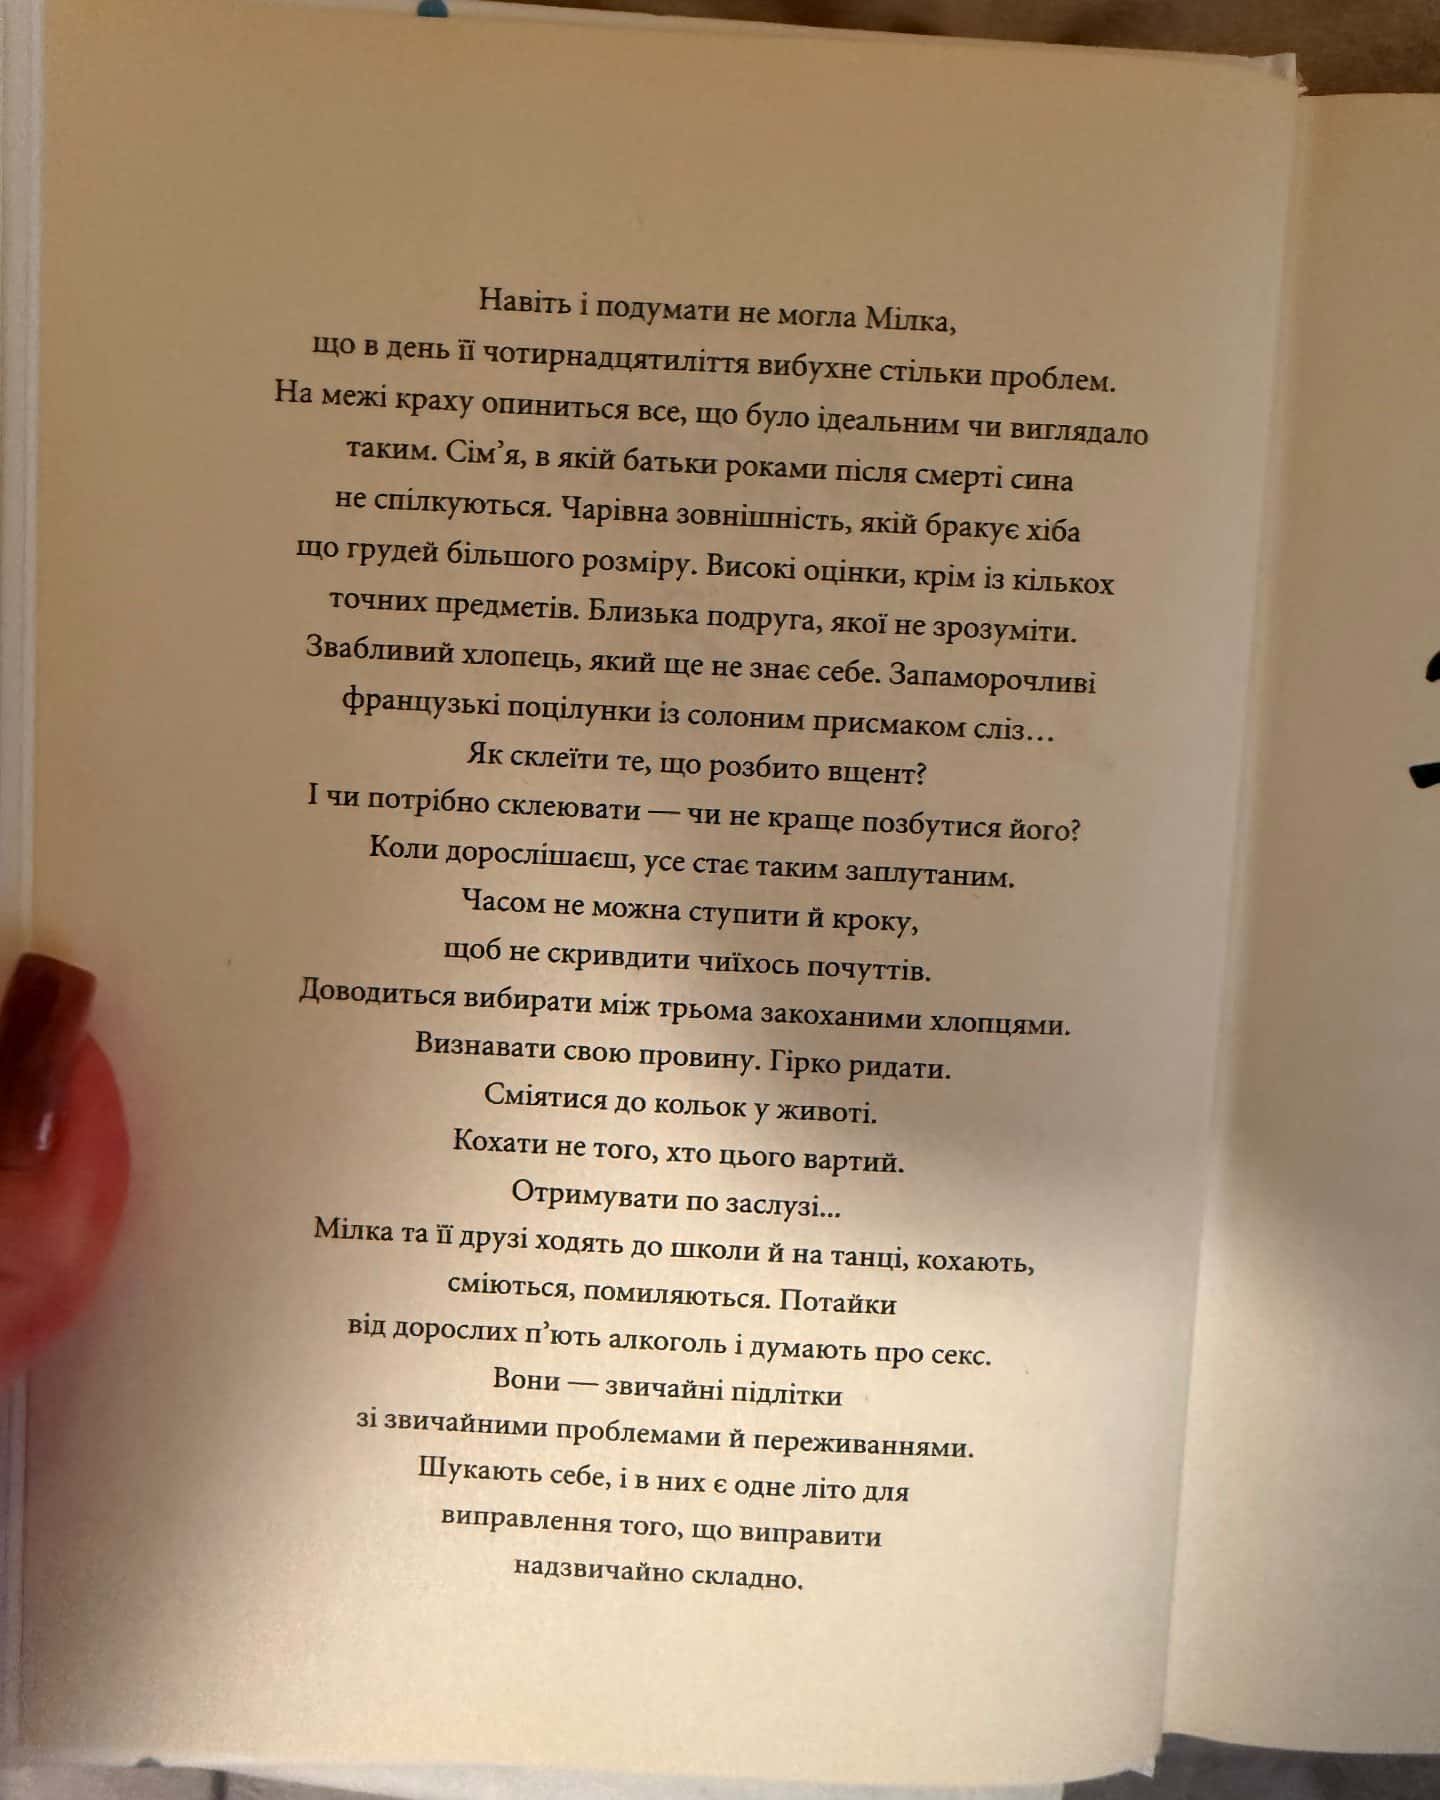 Навіть і подумати не могла Мілка,
що в день її чотирнадцятиліття вибухне стільки проблем.
На межі краху опиниться все, що було ідеальним чи виглядало
таким. Сім’я, в якій батьки роками після смерті сина
не спілкуються. Чарівна зовнішність, якій бракує хіба
що грудей більшого розміру. Високі оцінки, крім із кількох
точних предметів. Близька подруга, якої не зрозуміти.
Звабливий хлопець, який ще не знає себе. Запаморочливі
французькі поцілунки із солоним присмаком сліз…
Як склеїти те, що розбито вщент?
І чи потрібно склеювати — чи не краще позбутися його?
Коли дорослішаєш, усе стає таким заплутаним.
Часом не можна ступити й кроку,
щоб не скривдити чиїхось почуттів.
Доводиться вибирати між трьома закоханими хлопцями.
Визнавати свою провину. Гірко ридати.
Сміятися до кольок у животі.
Кохати не того, хто цього вартий.
Отримувати по заслузі...
Мілка та її друзі ходять до школи й на танці, кохають,
сміються, помиляються. Потайки
від дорослих п’ють алкоголь і думають про секс.
Вони — звичайні підлітки
зі звичайними проблемами й переживаннями.
Шукають себе, і в них є одне літо для
виправлення того, що виправити
надзвичайно складно.